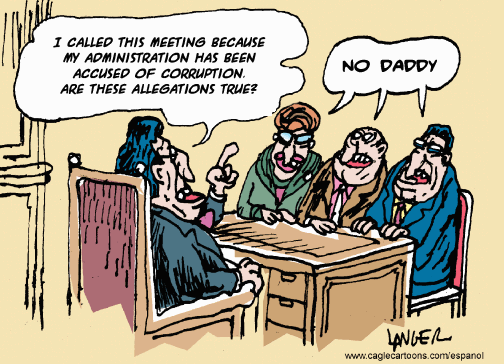 I CALLED THIS MEETING BECAUSE
MY ADMINISTRATION HAS BEEN
ACCUSED OF CORRUPTION.
ARE THESE ALLEGATIONS TRUE?
NO DADDY
LANGER
www.caglecartoons.com/espanol